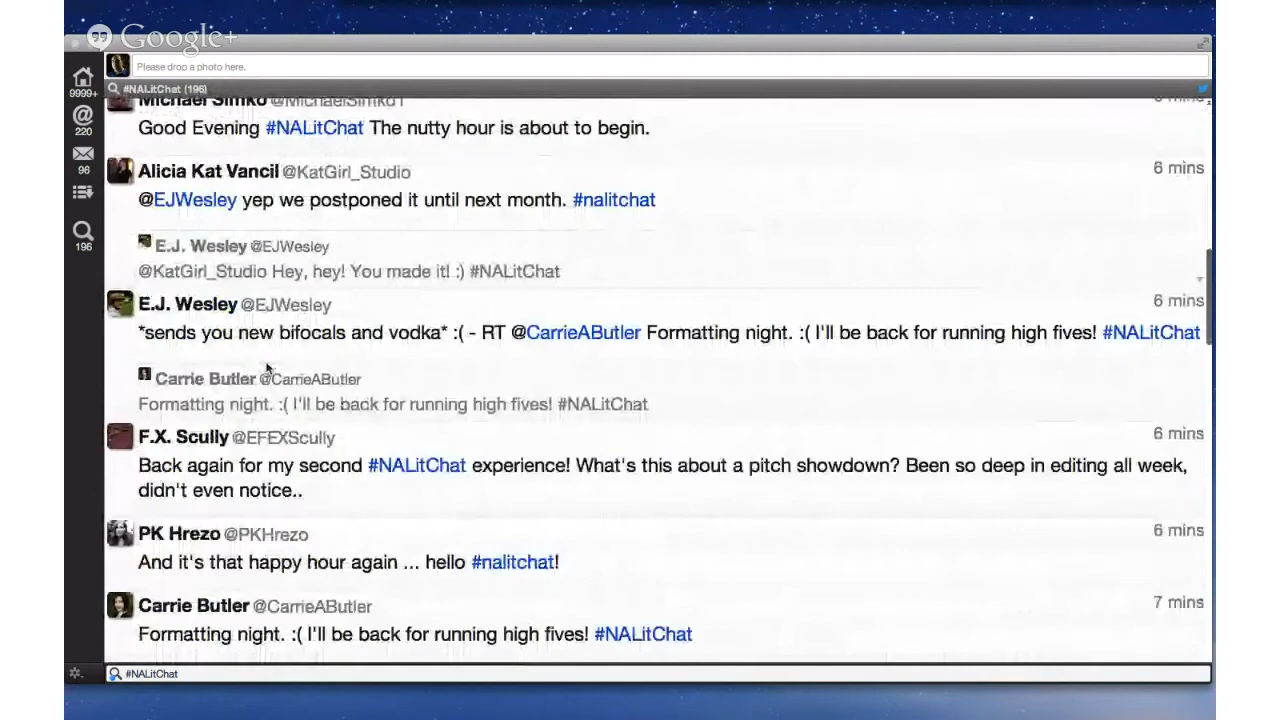 Google+
Please drop a photo here.
9999+
#NALitChat (196)
Michael Simko @MichaelSimko1 6 mins
@
220
Good Evening #NALitChat The nutty hour is about to begin.
96
Alicia Kat Vancil @KatGirl_Studio 6 mins
@EJWesley yep we postponed it until next month. #nalitchat
196
E.J. Wesley @EJWesley
@KatGirl_Studio Hey, hey! You made it! :) #NALitChat
E.J. Wesley @EJWesley 6 mins
*sends you new bifocals and vodka* :( - RT @CarrieAButler Formatting night. :( I'll be back for running high fives! #NALitChat
Carrie Butler @CarrieAButler
Formatting night. :( I'll be back for running high fives! #NALitChat
F.X. Scully @EFEXScully 6 mins
Back again for my second #NALitChat experience! What's this about a pitch showdown? Been so deep in editing all week,
didn't even notice..
PK Hrezo @PKHrezo 6 mins
And it's that happy hour again ... hello #nalitchat!
Carrie Butler @CarrieAButler 7 mins
Formatting night. :( I'll be back for running high fives! #NALitChat
#NALitChat